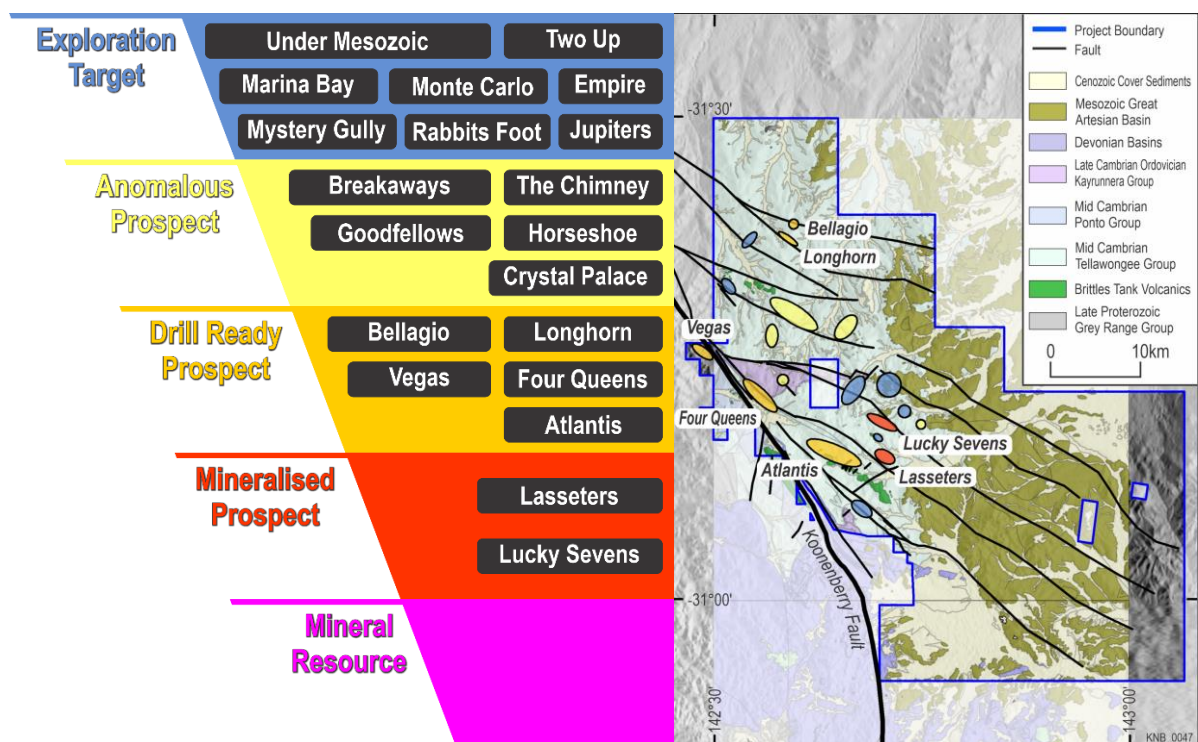 Exploration
Target
Under Mesozoic
Two Up
Marina Bay
Monte Carlo
Empire
Mystery Gully
Rabbits Foot
Jupiters
Anomalous
Prospect
Breakaways
The Chimney
Goodfellows
Horseshoe
Crystal Palace
Drill Ready
Prospect
Bellagio
Longhorn
Vegas
Four Queens
Atlantis
Mineralised
Prospect
Lasseters
Lucky Sevens
Mineral
Resource
-31°30'
Bellagio
Longhorn
Vegas
Four Queens
Lucky Sevens
Atlantis
Lasseters
Koonenberry Fault
-31°00'
142°30'
143°00'
Project Boundary
Fault
Cenozoic Cover Sediments
Mesozoic Great
Artesian Basin
Devonian Basins
Late Cambrian Ordovician
Kayrunnera Group
Mid Cambrian
Ponto Group
Mid Cambrian
Tellawongee Group
Brittles Tank Volcanics
Late Proterozoic
Grey Range Group
0 10km
KNB_0047